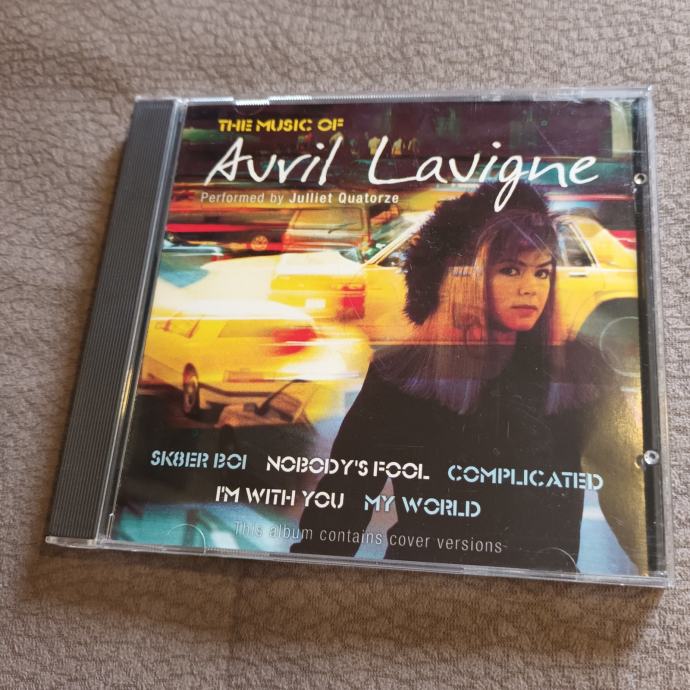 THE MUSIC OF
Avril Lavigne
Performed by Julliet Quatorze
SK8ER BOI NOBODY'S FOOL COMPLICATED
I'M WITH YOU MY WORLD
This album contains cover versions